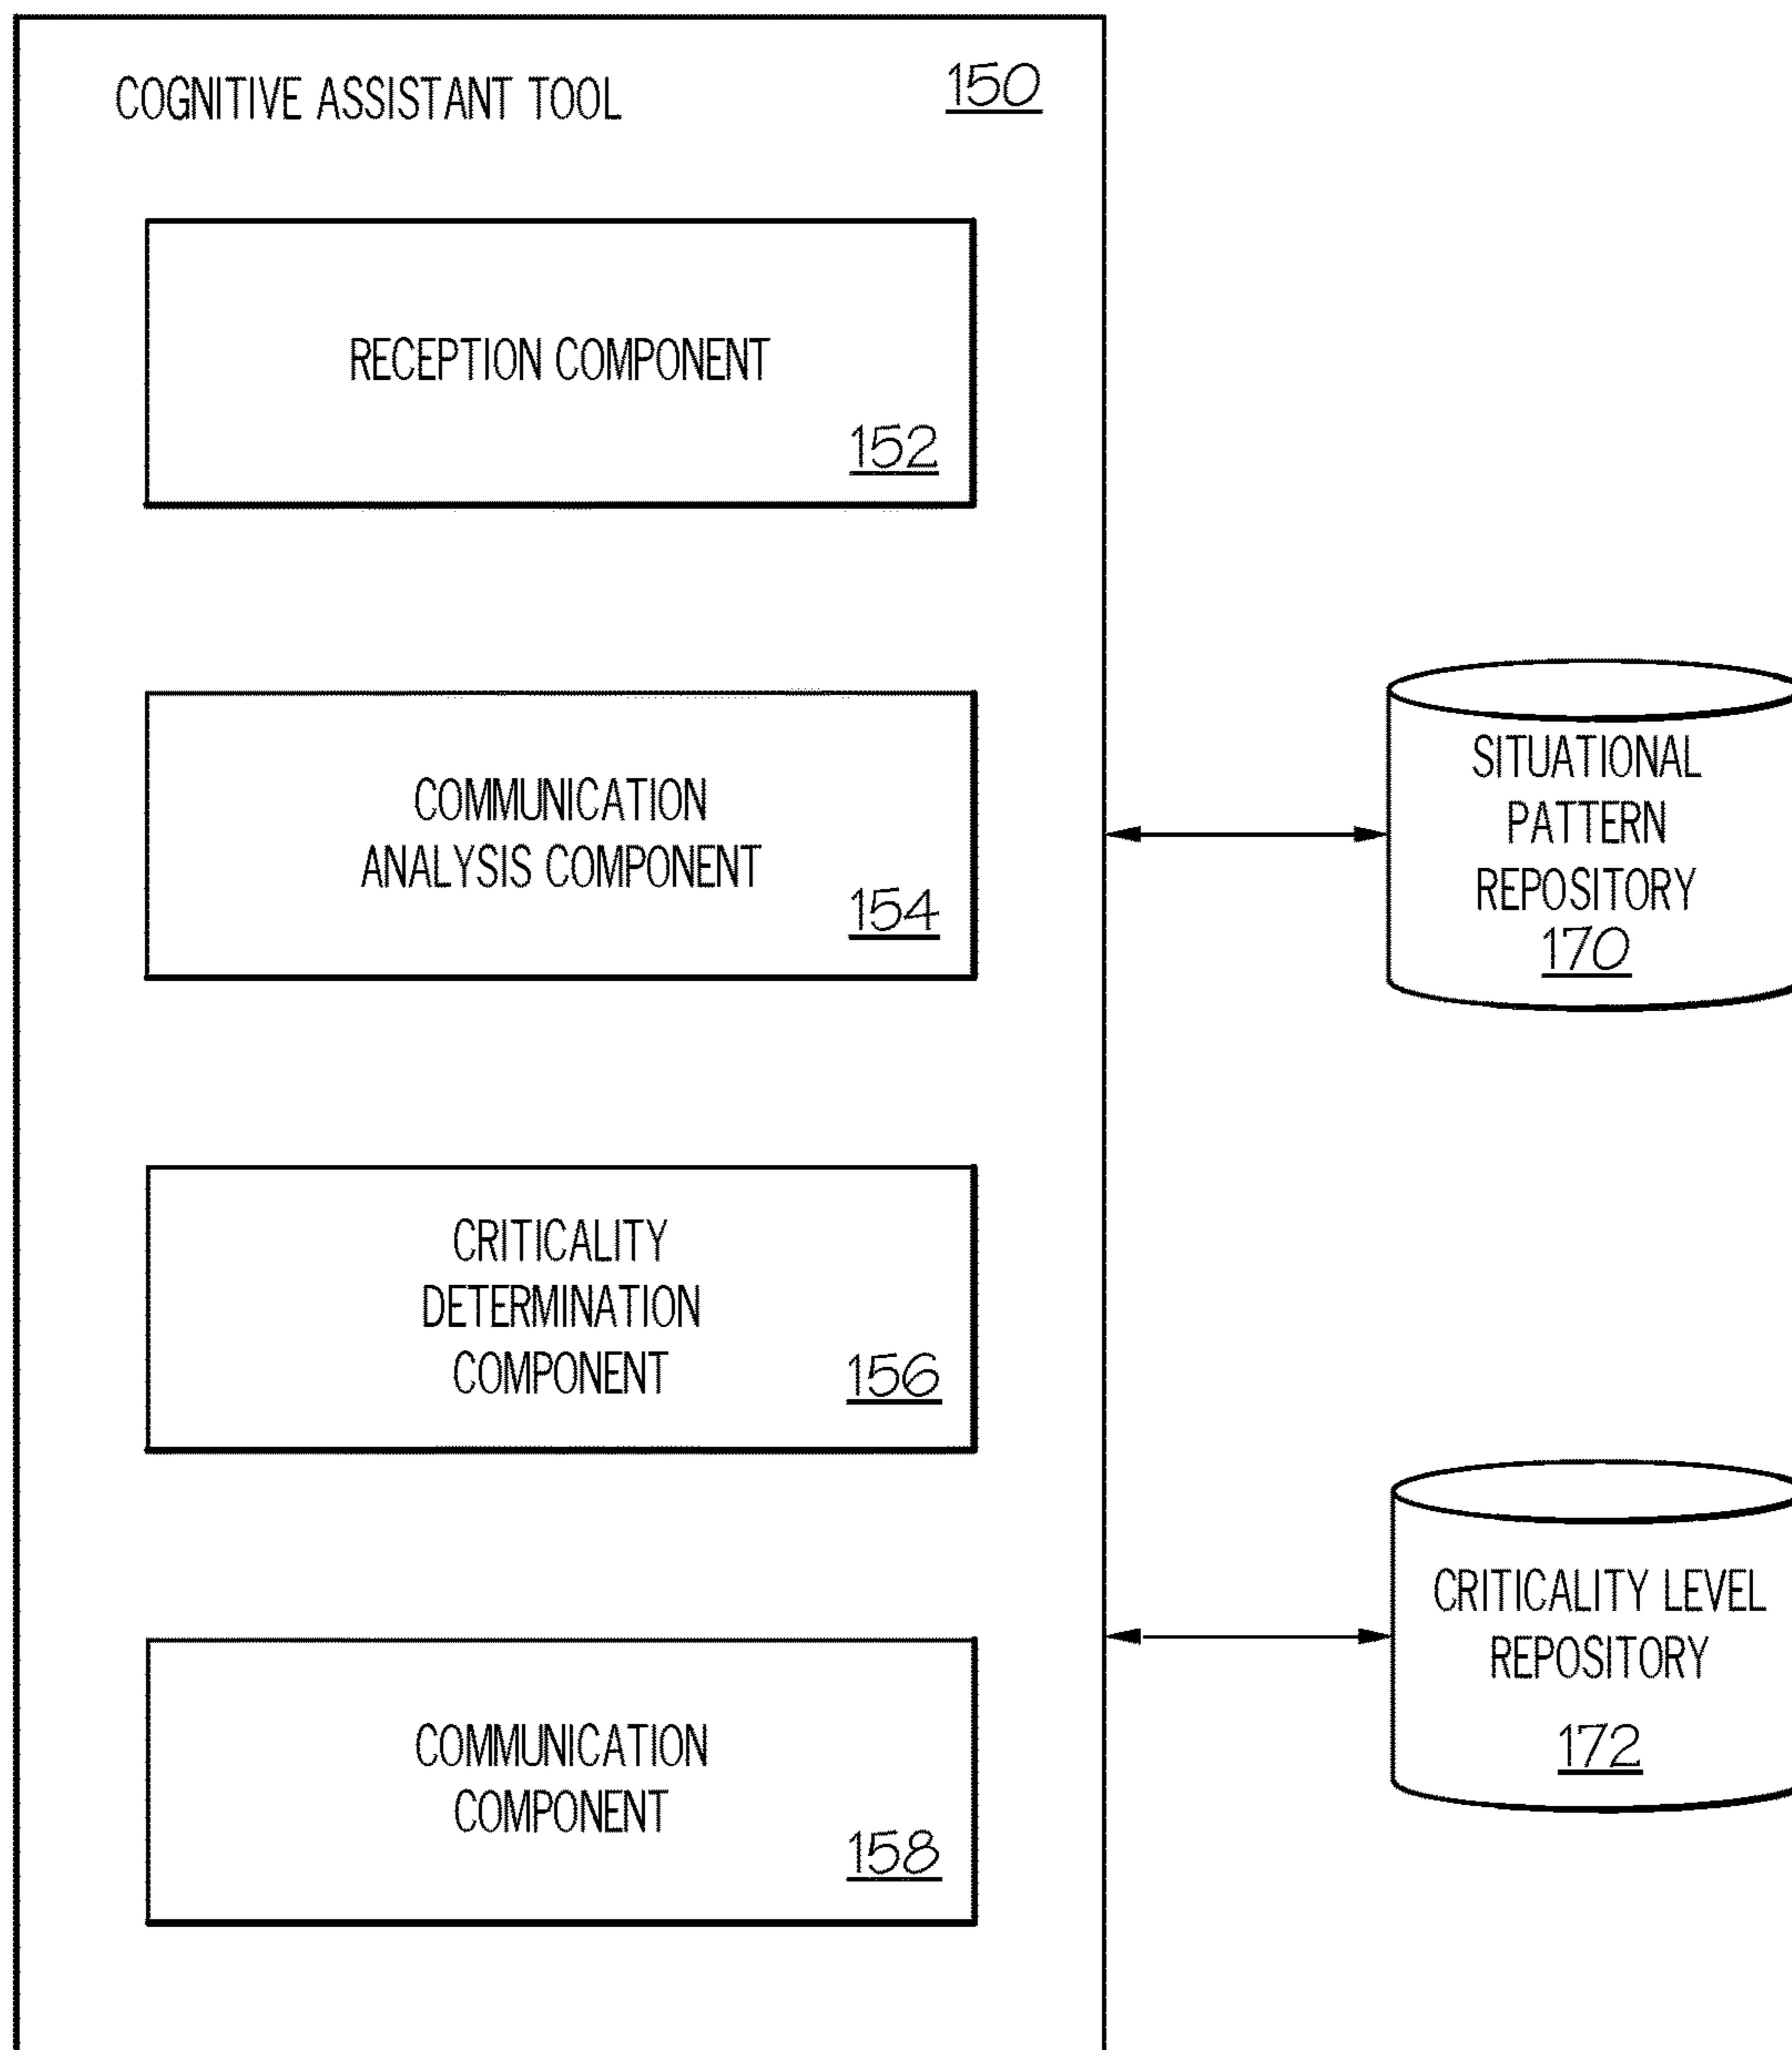 COGNITIVE ASSISTANT TOOL 150
RECEPTION COMPONENT
152
COMMUNICATION
ANALYSIS COMPONENT
154
CRITICALITY
DETERMINATION
COMPONENT
156
COMMUNICATION
COMPONENT
158
SITUATIONAL
PATTERN
REPOSITORY
170
CRITICALITY LEVEL
REPOSITORY
172